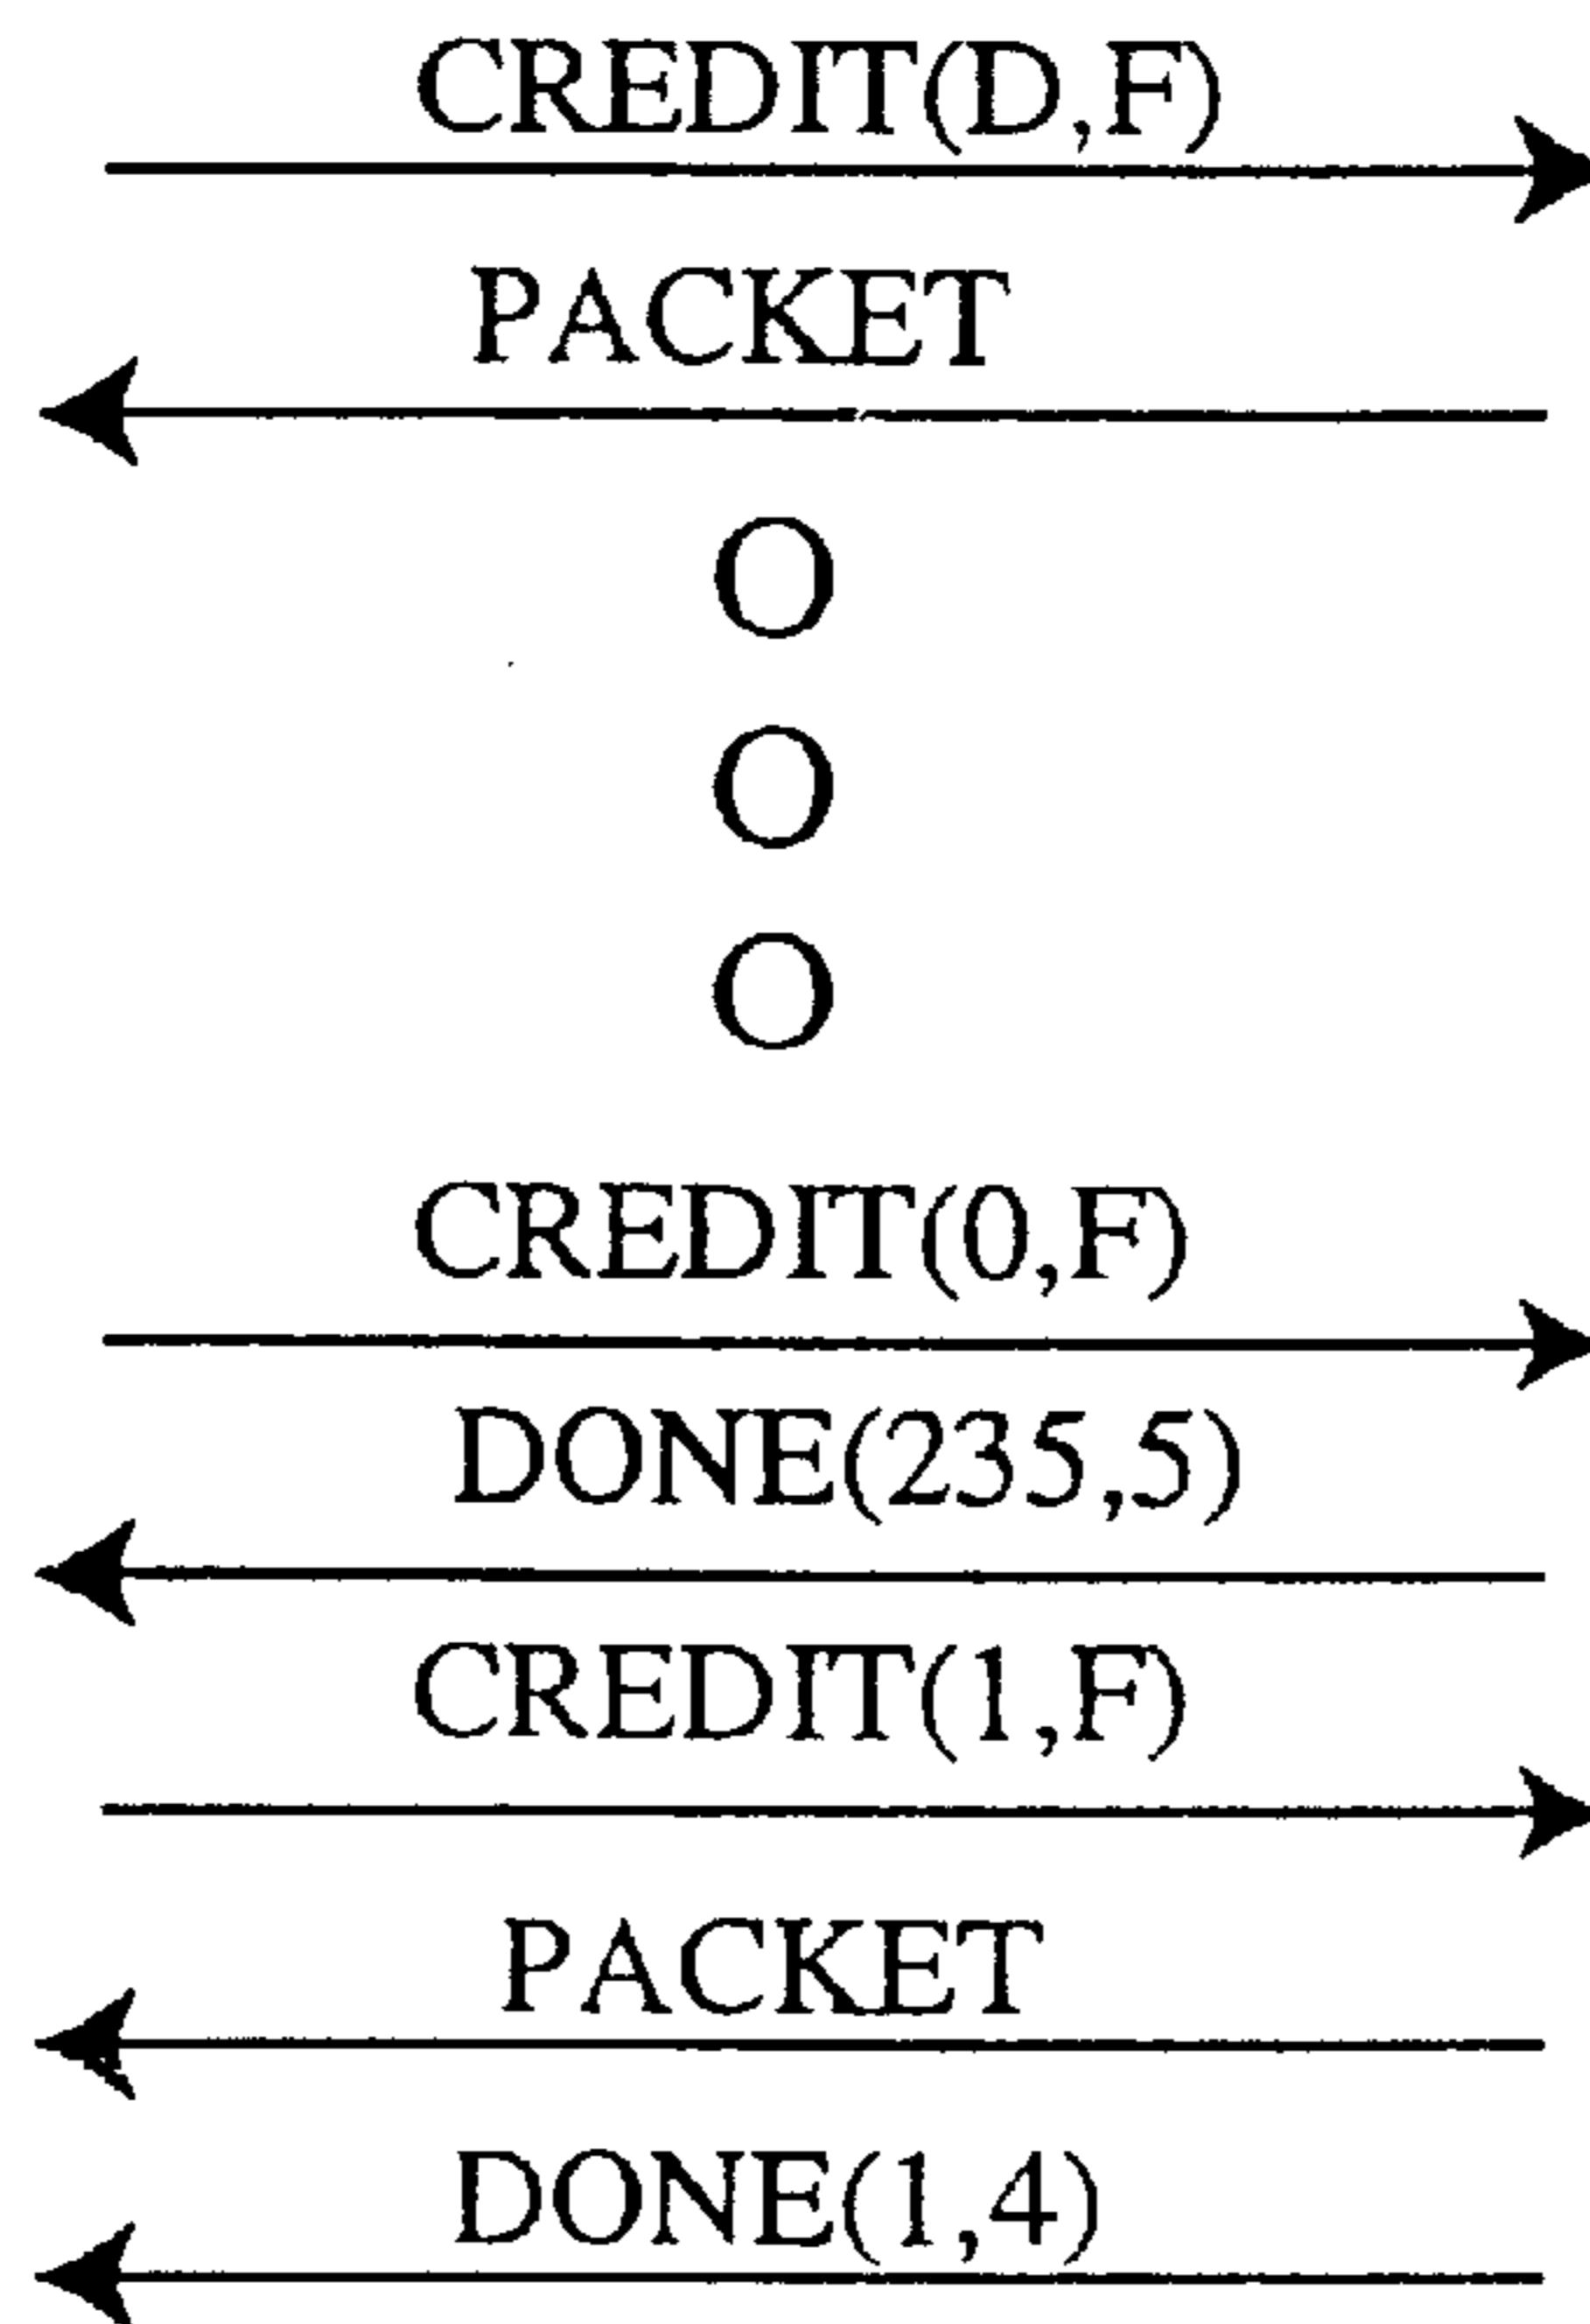 CREDIT(D,F)
PACKET
O
O
O
CREDIT(0,F)
DONE(235,5)
CREDIT(1,F)
PACKET
DONE(1,4)